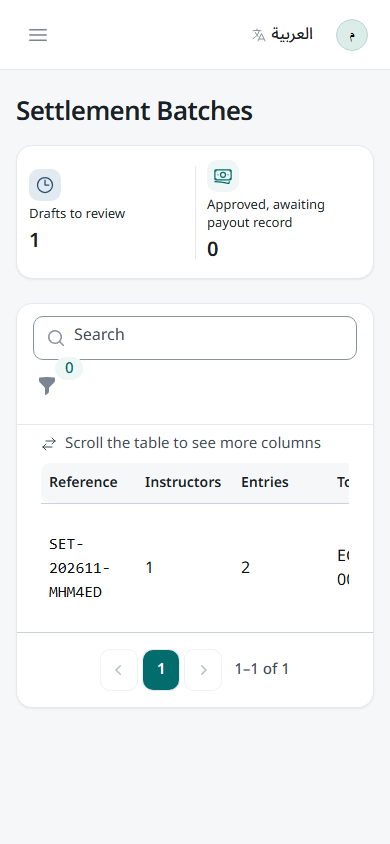 العربية
م
Settlement Batches
Drafts to review
1
Approved, awaiting
payout record
0
Search
0
Scroll the table to see more columns
Reference Instructors Entries
SET-
202611-
MHM4ED
1 2
1 1–1 of 1